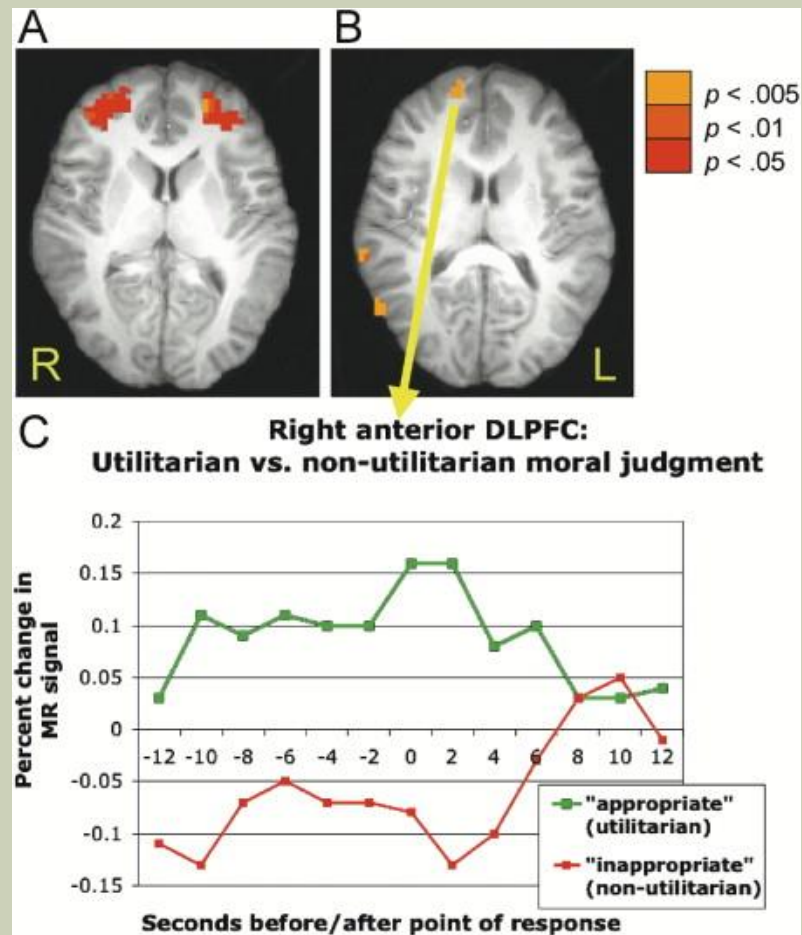 A
B
p < .005
p < .01
p < .05
R
L
C
Right anterior DLPFC:
Utilitarian vs. non-utilitarian moral judgment
Percent change in
MR signal
0.2
0.15
0.1
0.05
0
-0.05
-0.1
-0.15
-12 -10 -8 -6 -4 -2 0 2 4 6 8 10 12
"appropriate"
(utilitarian)
"inappropriate"
(non-utilitarian)
Seconds before/after point of response